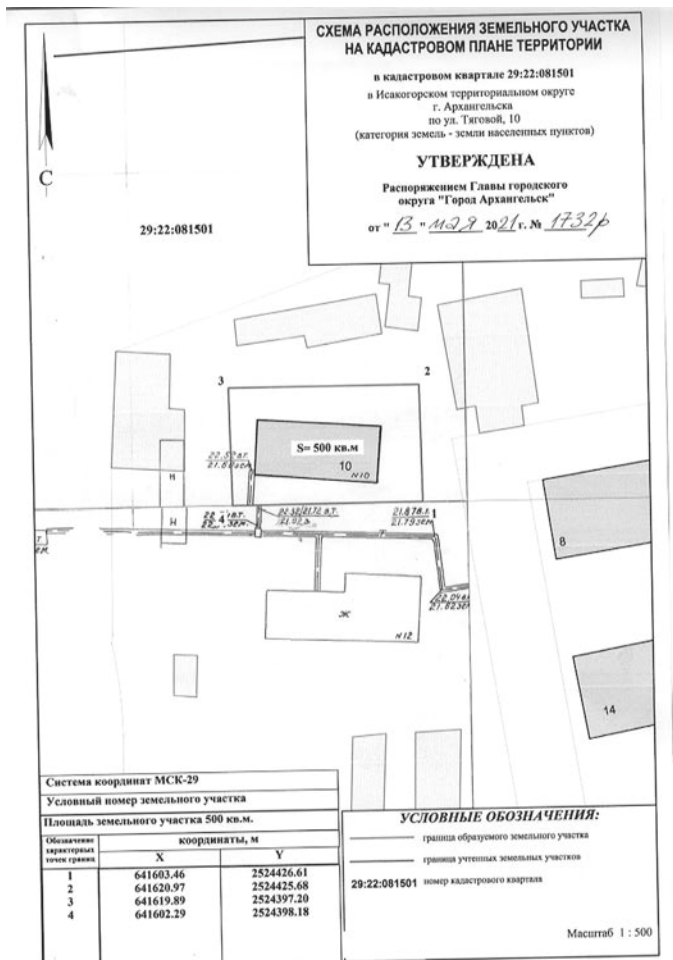 СХЕМА РАСПОЛОЖЕНИЯ ЗЕМЕЛЬНОГО УЧАСТКА
НА КАДАСТРОВОМ ПЛАНЕ ТЕРРИТОРИИ
в кадастровом квартале 29:22:081501
в Исакогорском территориальном округе
г. Архангельска
по ул. Тяговой, 10
(категория земель - земли населенных пунктов)
УТВЕРЖДЕНА
Распоряжением Главы городского
округа "Город Архангельск"
от "13" мая 2021 г. № 1732р
С
29:22:081501
3
2
S= 500 кв.м
10
N10
н
н
4
1
21.79зем.
8
ж
N12
14
Система координат МСК-29
Условный номер земельного участка
Площадь земельного участка 500 кв.м.
Обозначение характерных точек границ
координаты, м
X Y
1 641603.46 2524426.61
2 641620.97 2524425.68
3 641619.89 2524397.20
4 641602.29 2524398.18
УСЛОВНЫЕ ОБОЗНАЧЕНИЯ:
граница образуемого земельного участка
граница учтенных земельных участков
29:22:081501 номер кадастрового квартала
Масштаб 1 : 500